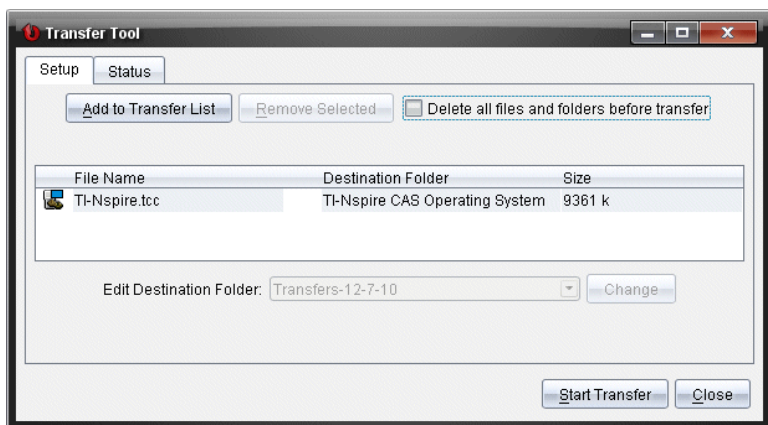 Transfer Tool
Setup Status
Add to Transfer List Remove Selected Delete all files and folders before transfer
File Name Destination Folder Size
TI-Nspire.tcc TI-Nspire CAS Operating System 9361 k
Edit Destination Folder: Transfers-12-7-10 Change
Start Transfer Close